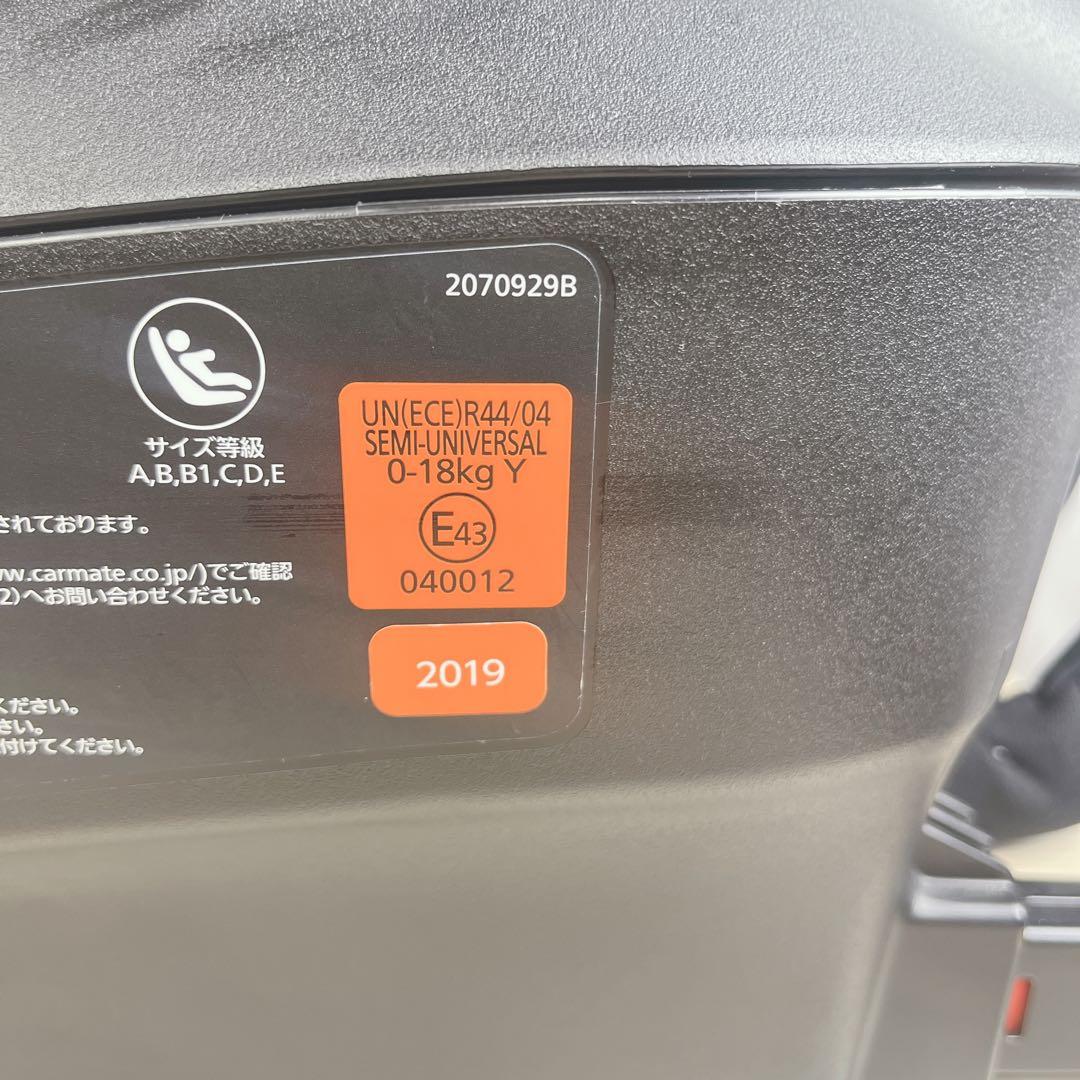 2070929B
サイズ等級
A,B,B1,C,D,E
UN(ECE)R44/04
SEMI-UNIVERSAL
0-18kg Y
E43
040012
2019
されております。
ww.carmate.co.jp/)でご確認
2)へお問い合わせください。
ください。
さい。
付けてください。